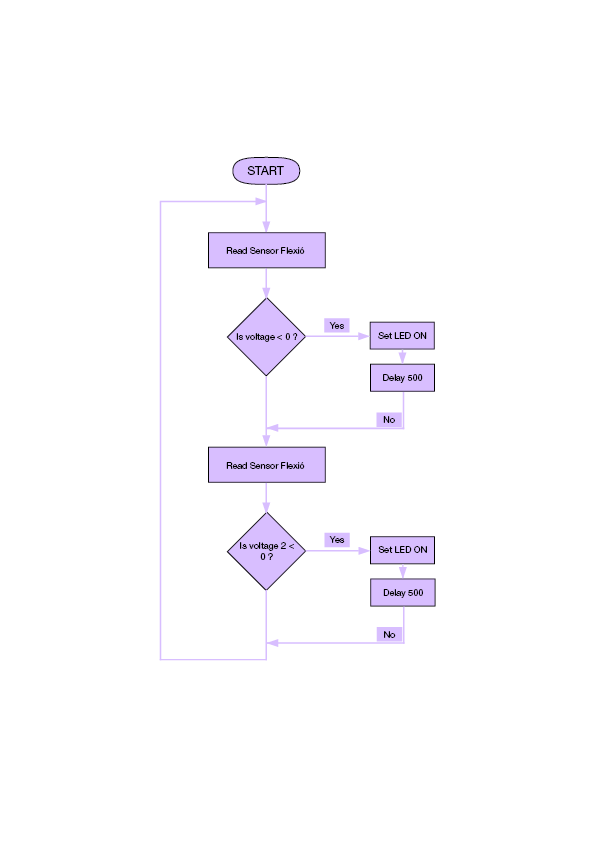 START
Read Sensor Flexió
Is voltage < 0 ?
Yes
Set LED ON
Delay 500
No
Read Sensor Flexió
Is voltage 2 <
0 ?
Yes
Set LED ON
Delay 500
No